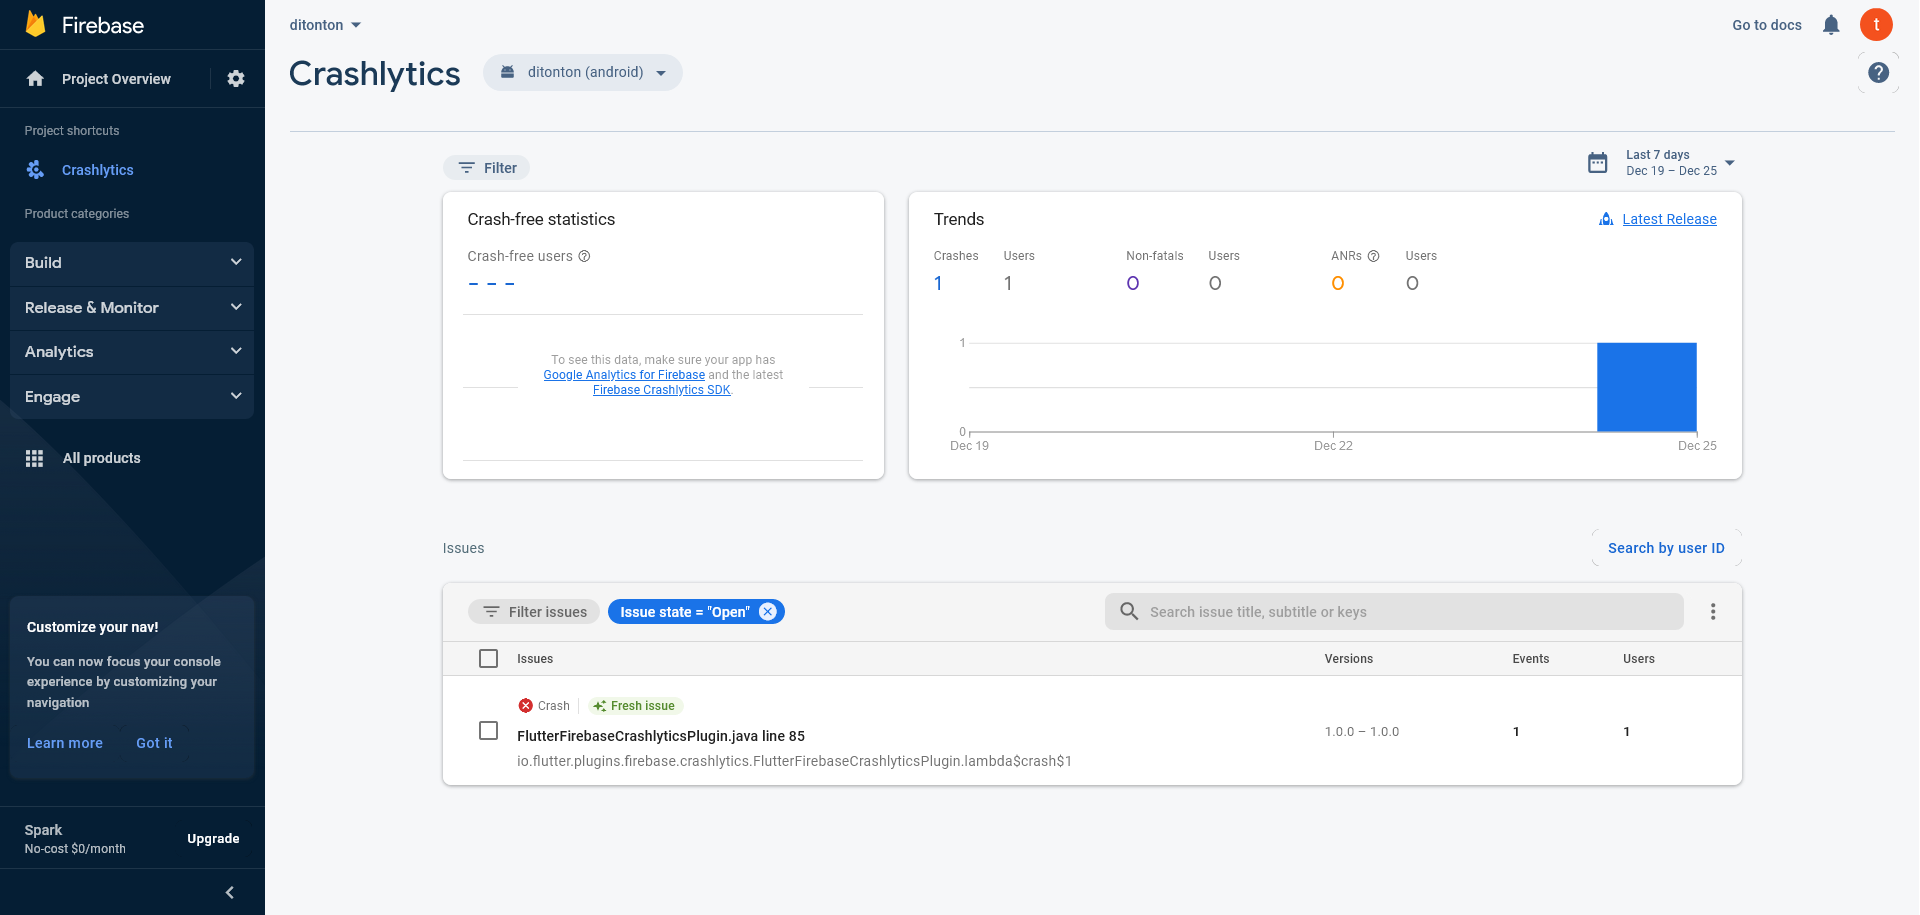 Firebase
Project Overview
Project shortcuts
Crashlytics
Product categories
Build
Release & Monitor
Analytics
Engage
All products
Customize your nav!
You can now focus your console
experience by customizing your
navigation
Learn more Got it
Spark
No-cost $0/month
Upgrade
ditonton
Go to docs
t
Crashlytics
ditonton (android)
Filter
Last 7 days
Dec 19 – Dec 25
Crash-free statistics
Crash-free users
---
To see this data, make sure your app has
Google Analytics for Firebase and the latest
Firebase Crashlytics SDK.
Trends
Latest Release
Crashes Users Non-fatals Users ANRs Users
1 1 0 0 0 0
1
0
Dec 19 Dec 22 Dec 25
Issues
Search by user ID
Filter issues
Issue state = "Open"
Search issue title, subtitle or keys
Issues Versions Events Users
Crash Fresh issue
FlutterFirebaseCrashlyticsPlugin.java line 85
io.flutter.plugins.firebase.crashlytics.FlutterFirebaseCrashlyticsPlugin.lambda$crash$1
1.0.0 – 1.0.0 1 1